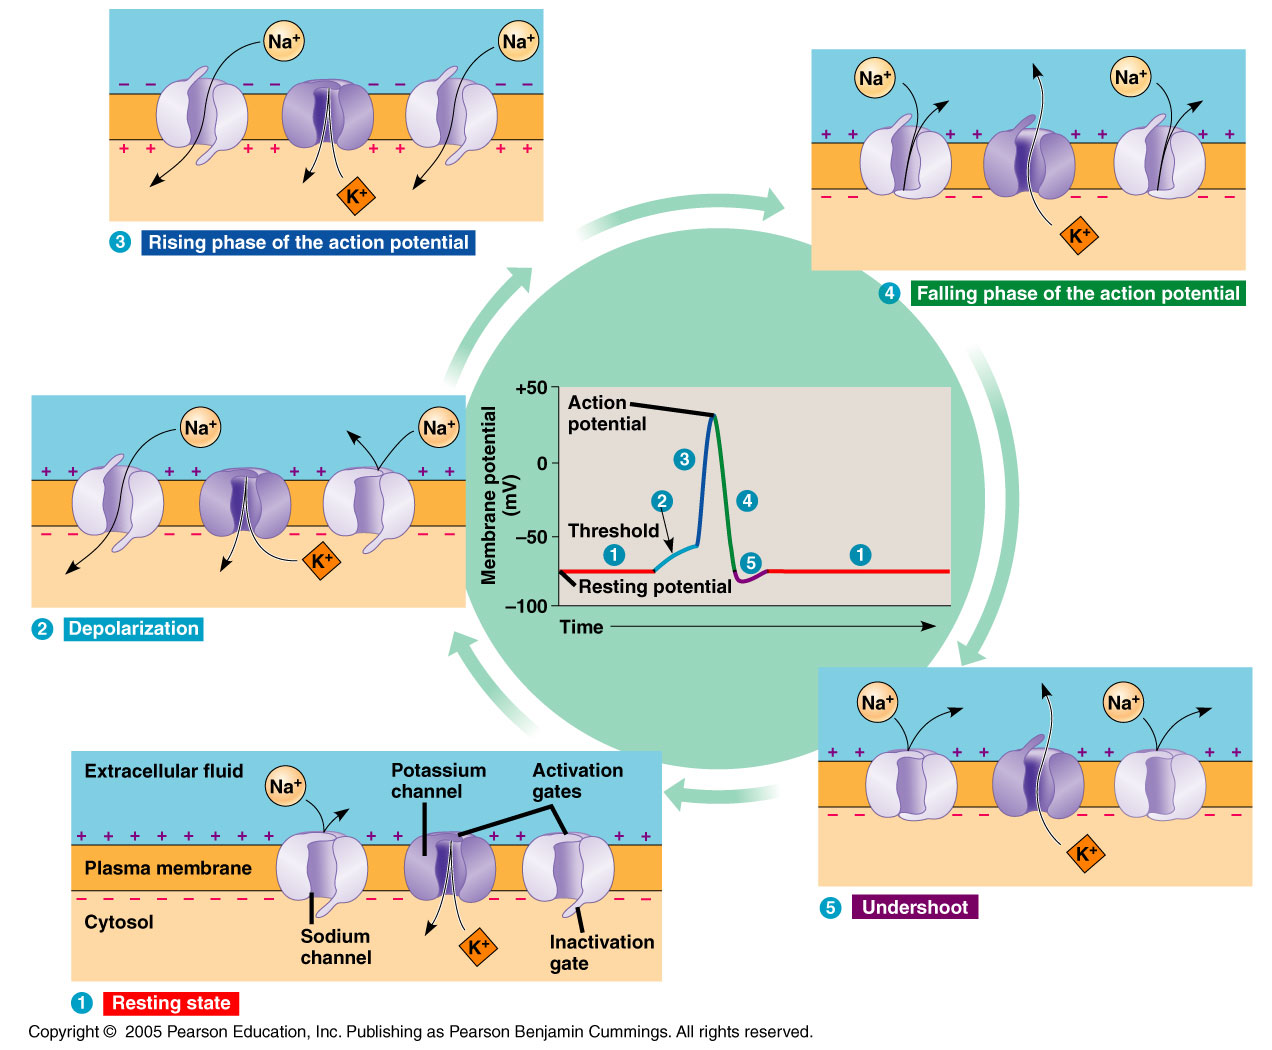 Na+
Na+
– – – – – –
+ + + + + + + +
K+
3 Rising phase of the action potential
Na+
Na+
+ + + + + + + +
– – – – – – – –
K+
4 Falling phase of the action potential
Na+
Na+
+ + + + + + + +
– – – – – – – –
K+
2 Depolarization
+50
0
–50
–100
Membrane potential
(mV)
Action
potential
3
2
4
Threshold
1
5
1
Resting potential
Time
Na+
Na+
+ + + + + + + +
– – – – – – – –
K+
5 Undershoot
Extracellular fluid
Na+
Potassium
channel
Activation
gates
+ + + + + + + + + + + + + + +
Plasma membrane
– – – – – – – – – – – – – – –
Cytosol
Sodium
channel
K+
Inactivation
gate
1 Resting state
Copyright © 2005 Pearson Education, Inc. Publishing as Pearson Benjamin Cummings. All rights reserved.